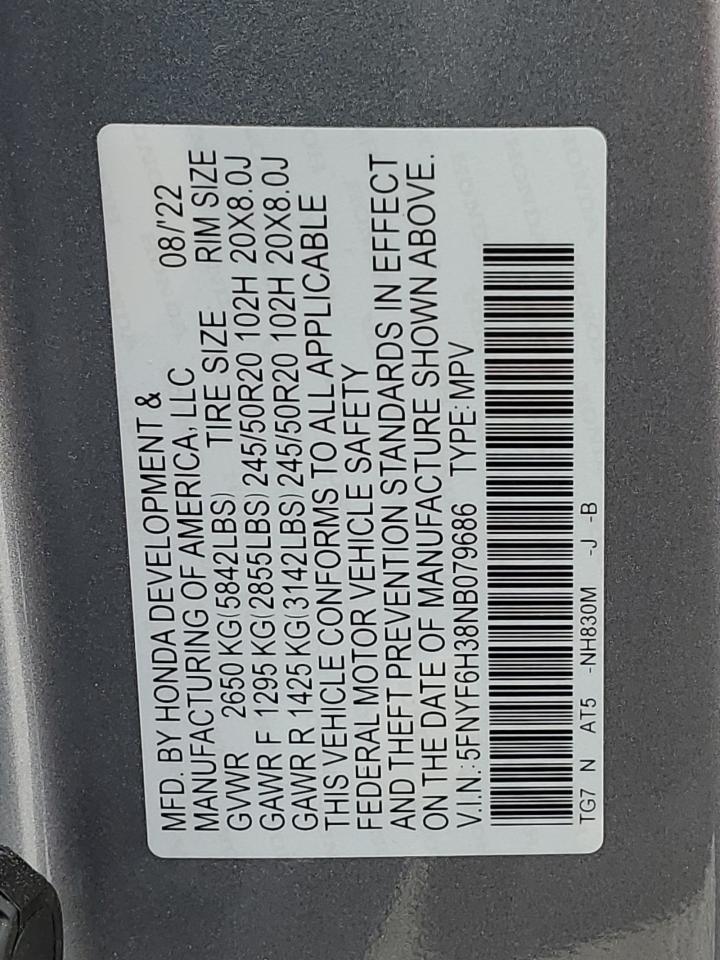 MFD. BY HONDA DEVELOPMENT & 08/'22
MANUFACTURING OF AMERICA, LLC
GVWR 2650 KG(5842LBS) TIRE SIZE RIM SIZE
GAWR F 1295 KG(2855LBS) 245/50R20 102H 20X8.0J
GAWR R 1425 KG(3142LBS) 245/50R20 102H 20X8.0J
THIS VEHICLE CONFORMS TO ALL APPLICABLE
FEDERAL MOTOR VEHICLE SAFETY
AND THEFT PREVENTION STANDARDS IN EFFECT
ON THE DATE OF MANUFACTURE SHOWN ABOVE.
V.I.N.:5FNYF6H38NB079686 TYPE:MPV
TG7 N AT5 -NH830M -J -B